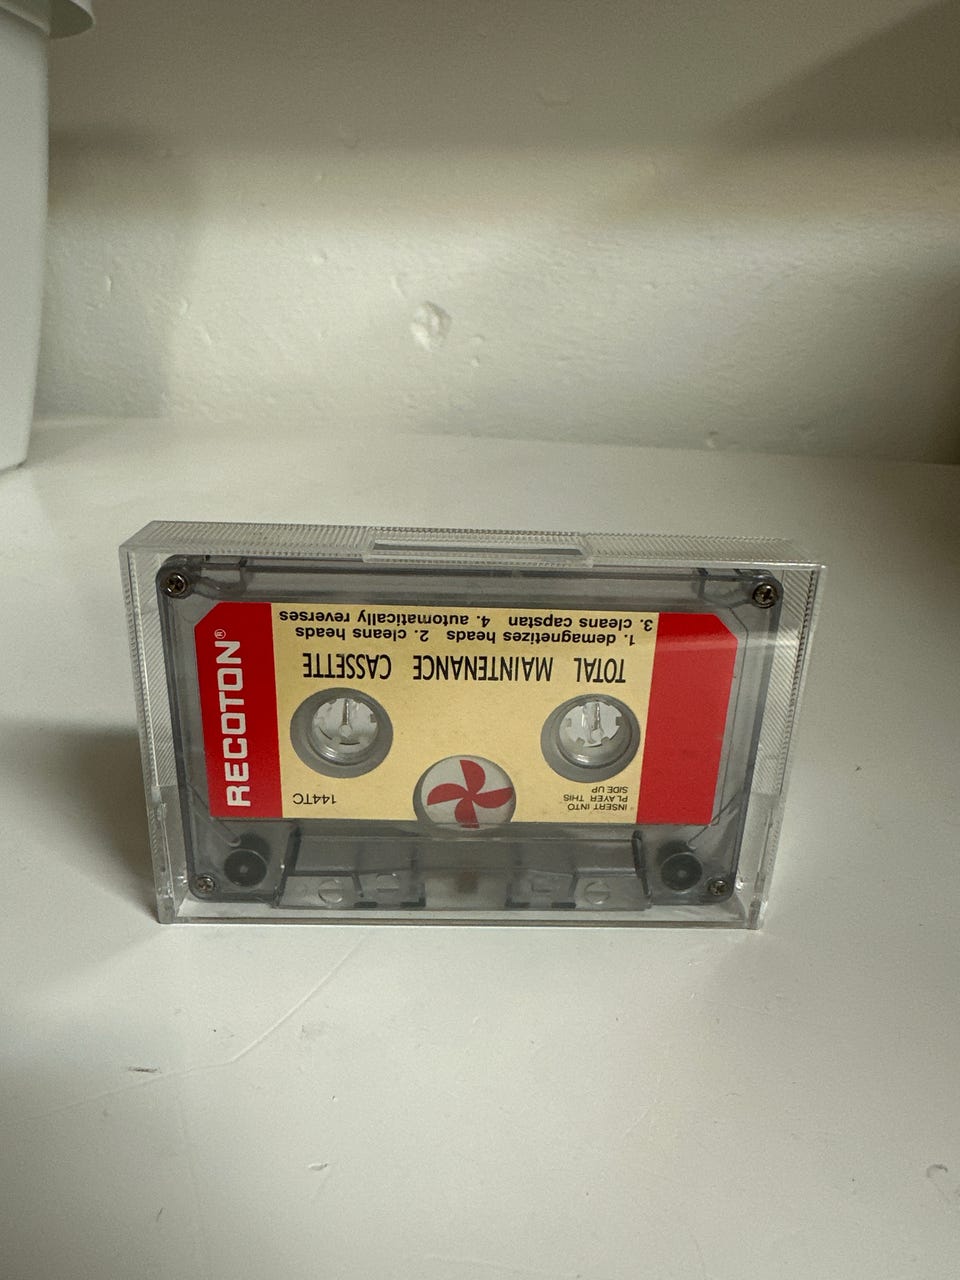 RECOTON®
1. demagnetizes heads 2. cleans heads
3. cleans capstan 4. automatically reverses
TOTAL MAINTENANCE CASSETTE
INSERT INTO
PLAYER THIS
SIDE UP
144TC